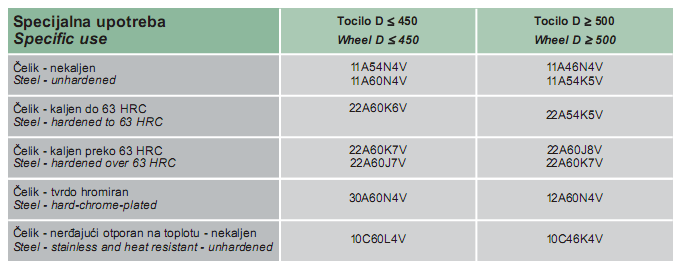 Specijalna upotreba
Specific use
Tocilo D ≤ 450
Wheel D ≤ 450
Tocilo D ≥ 500
Wheel D ≥ 500
Čelik - nekaljen
Steel - unhardened
11A54N4V
11A60N4V
11A46N4V
11A54K5V
Čelik - kaljen do 63 HRC
Steel - hardened to 63 HRC
22A60K6V
22A54K5V
Čelik - kaljen preko 63 HRC
Steel - hardened over 63 HRC
22A60K7V
22A60J7V
22A60J8V
22A60K7V
Čelik - tvrdo hromiran
Steel - hard-chrome-plated
30A60N4V
12A60N4V
Čelik - nerđajući otporan na toplotu - nekaljen
Steel - stainless and heat resistant - unhardened
10C60L4V
10C46K4V